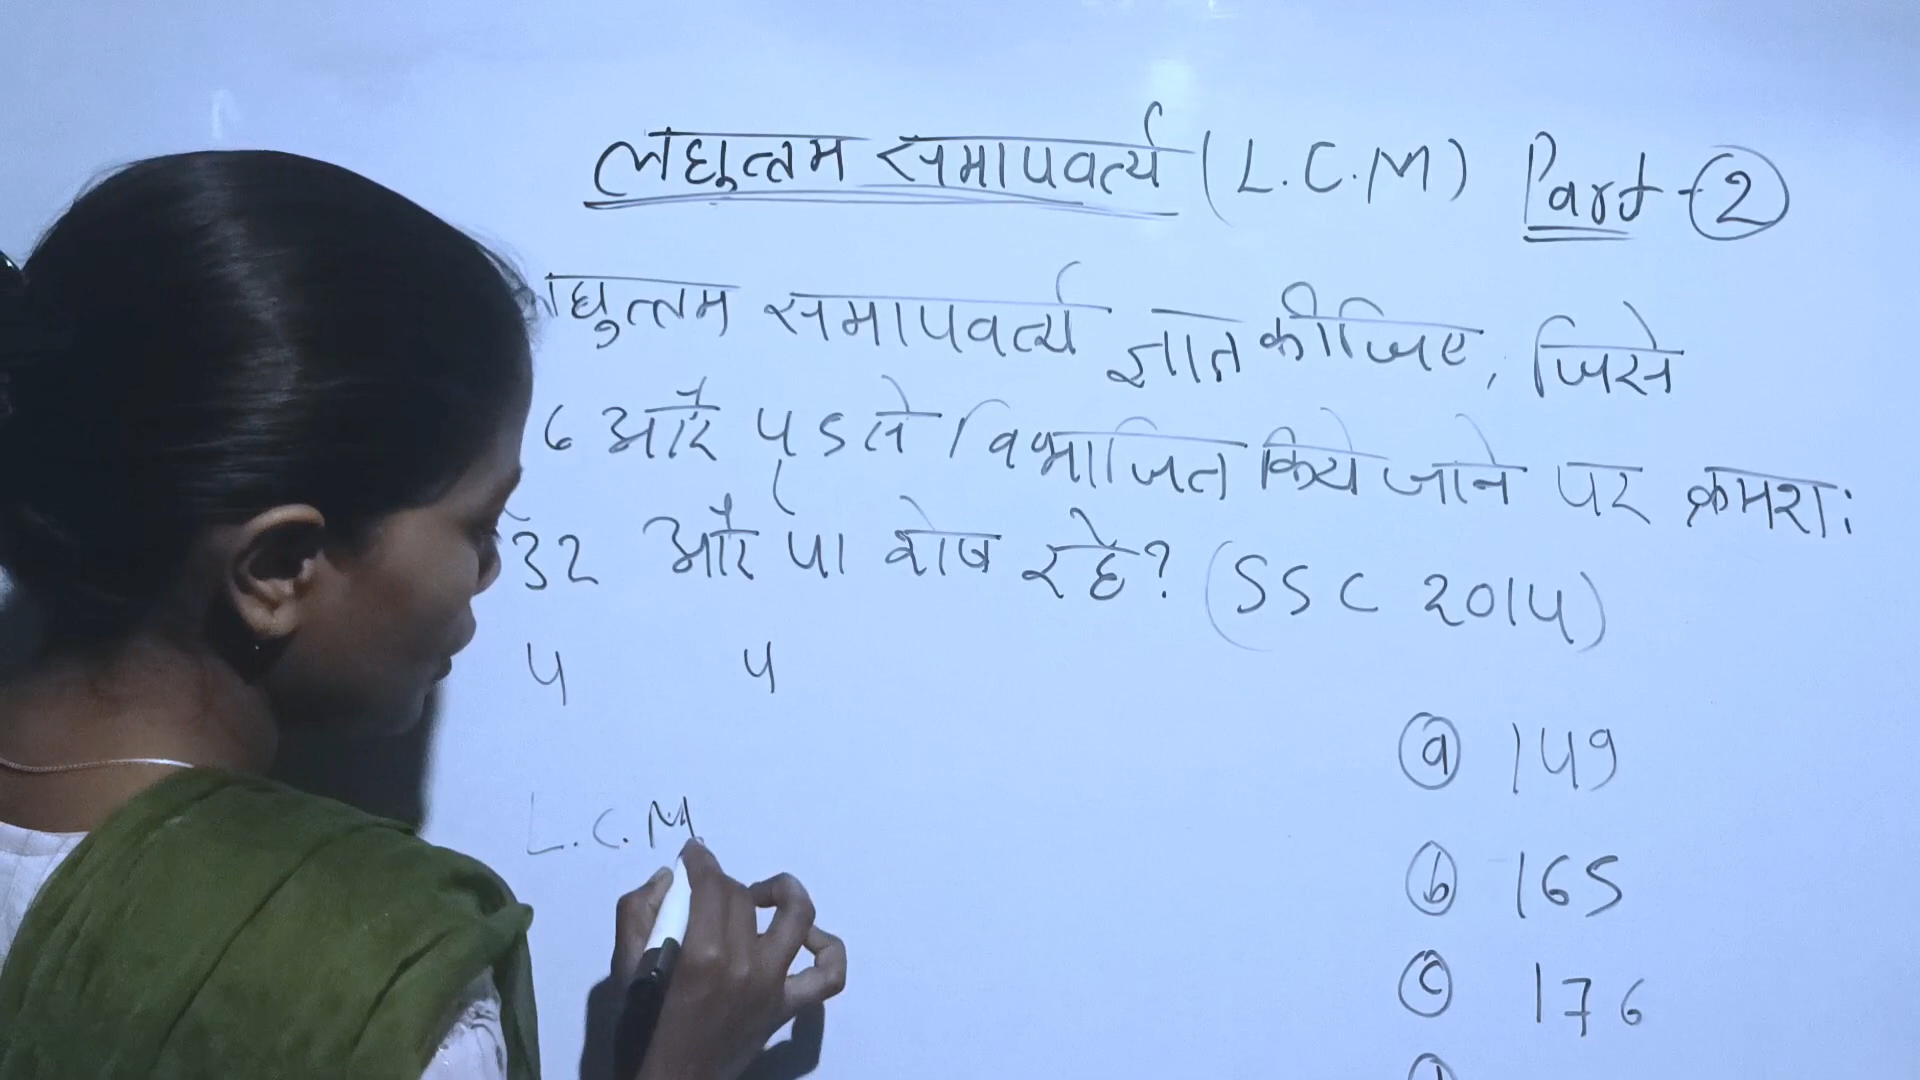 लघुत्तम समापवर्त्य (L.C.M) Part-2
लघुत्तम समापवर्त्य ज्ञात कीजिए, जिसे
6 और 45 से विभाजित किये जाने पर क्रमशः
32 और 41 शेष रहे? (SSC 2014)
4 4
L.C.M
a 149
b 165
c 176